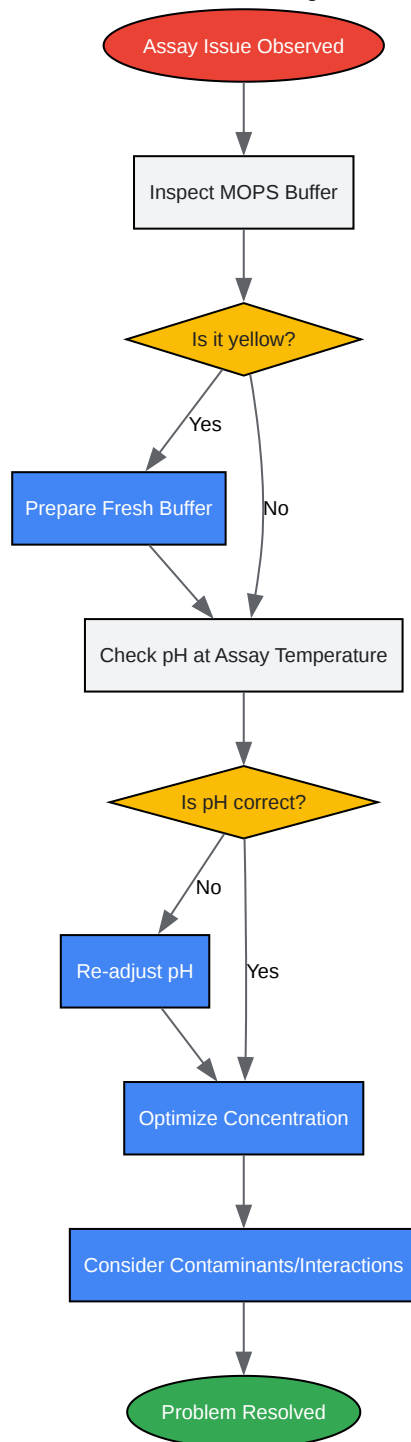 Assay Issue Observed
Inspect MOPS Buffer
Is it yellow?
Yes
Prepare Fresh Buffer
No
Check pH at Assay Temperature
Is pH correct?
No
Re-adjust pH
Yes
Optimize Concentration
Consider Contaminants/Interactions
Problem Resolved